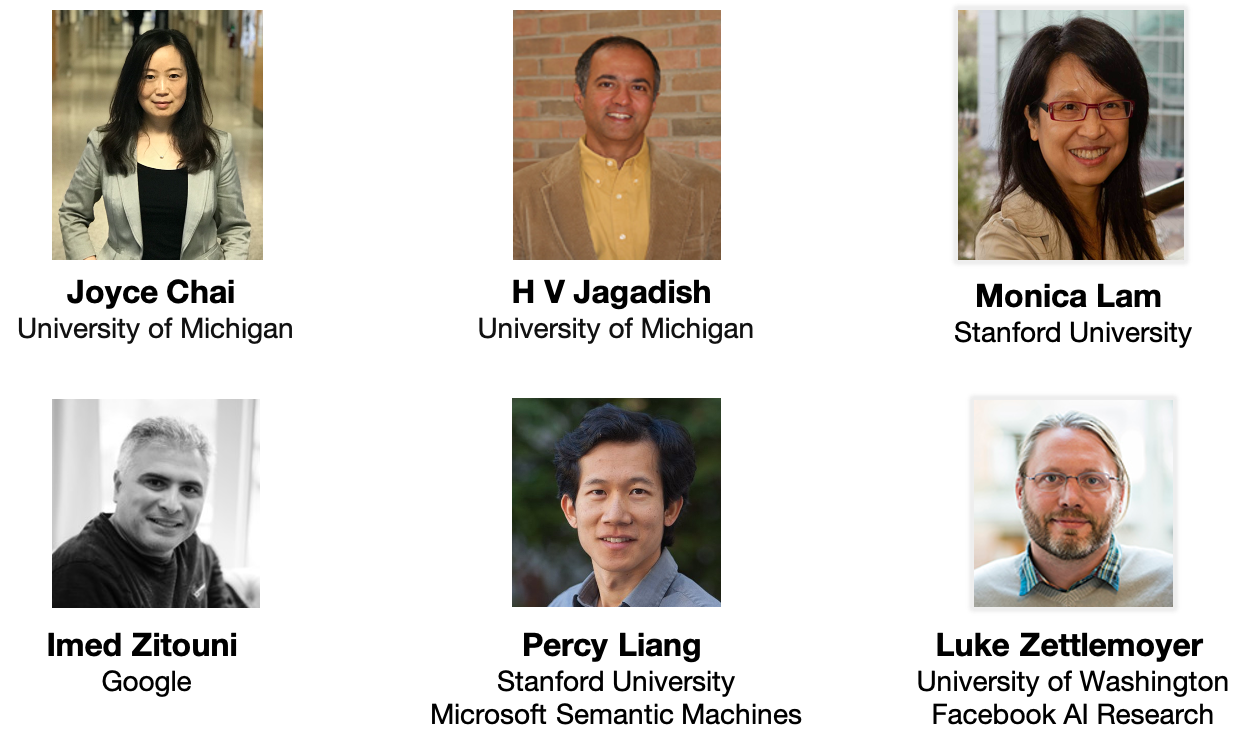 Joyce Chai
University of Michigan
H V Jagadish
University of Michigan
Monica Lam
Stanford University
Imed Zitouni
Google
Percy Liang
Stanford University
Microsoft Semantic Machines
Luke Zettlemoyer
University of Washington
Facebook AI Research